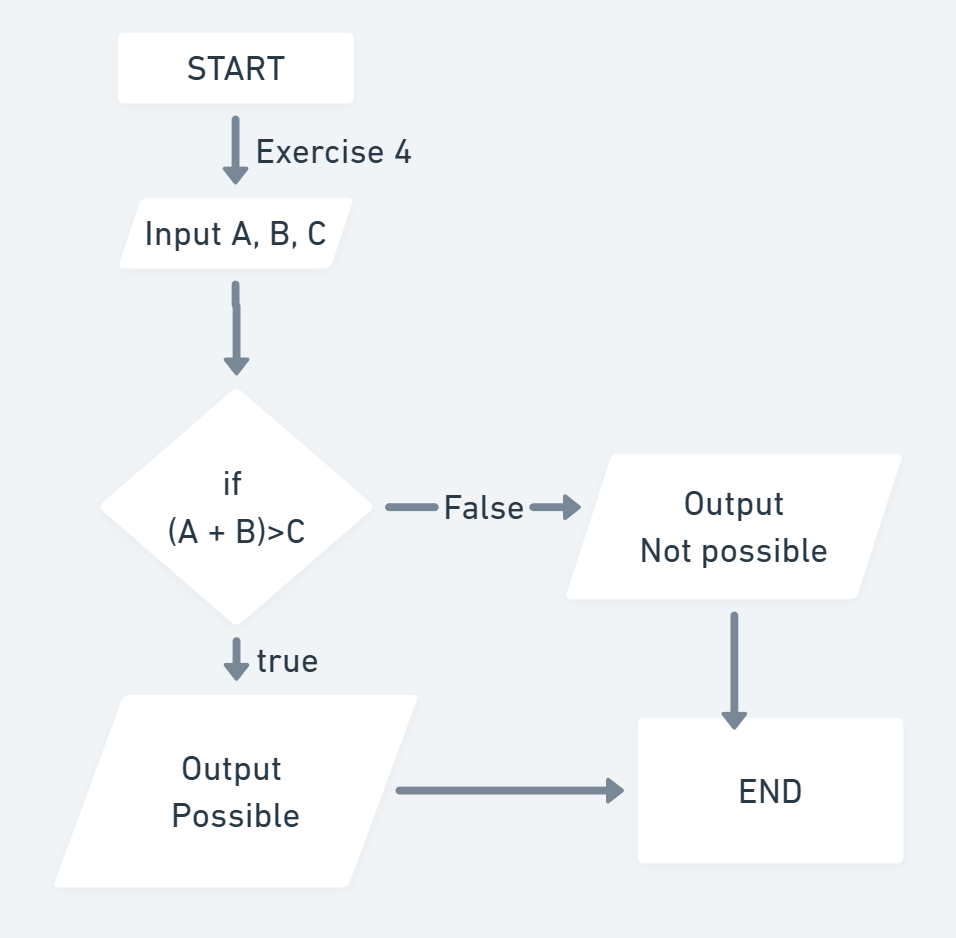 START
Exercise 4
Input A, B, C
if
(A + B)>C
False
Output
Not possible
true
Output
Possible
END